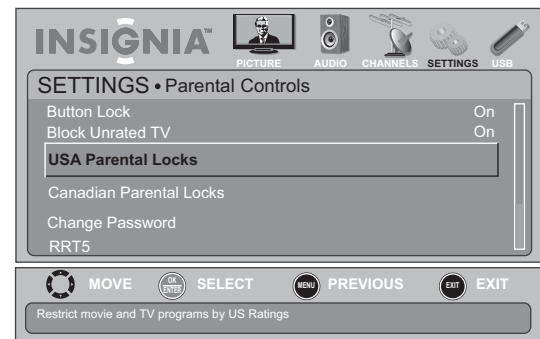 INSIGNIA™
PICTURE AUDIO CHANNELS SETTINGS USB
SETTINGS • Parental Controls
Button Lock On
Block Unrated TV On
USA Parental Locks
Canadian Parental Locks
Change Password
RRT5
MOVE OK ENTER SELECT MENU PREVIOUS EXIT EXIT
Restrict movie and TV programs by US Ratings